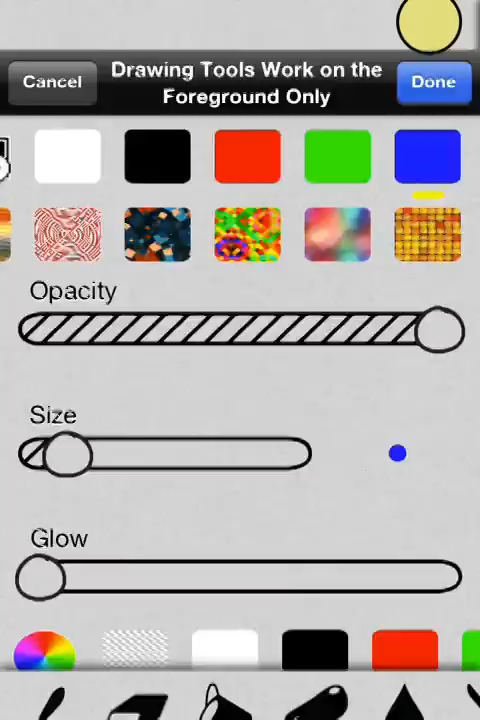 Cancel
Drawing Tools Work on the
Foreground Only
Done
Opacity
Size
Glow